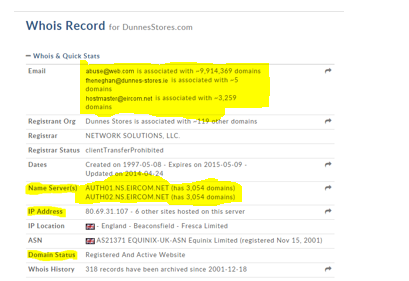 Whois Record for DunnesStores.com
Whois & Quick Stats
Email
abuse@web.com is associated with ~9,914,369 domains
fheneghan@dunnes-stores.ie is associated with ~5
domains
hostmaster@eircom.net is associated with ~3,259
domains
Registrant Org Dunnes Stores is associated with ~119 other domains
Registrar NETWORK SOLUTIONS, LLC.
Registrar Status clientTransferProhibited
Dates Created on 1997-05-08 - Expires on 2015-05-09 -
Updated on 2014-04-24
Name Server(s) AUTH01.NS.EIRCOM.NET (has 3,054 domains)
AUTH02.NS.EIRCOM.NET (has 3,054 domains)
IP Address 80.69.31.107 - 6 other sites hosted on this server
IP Location - England - Beaconsfield - Fresca Limited
ASN AS21371 EQUINIX-UK-ASN Equinix Limited (registered Nov 15, 2001)
Domain Status Registered And Active Website
Whois History 318 records have been archived since 2001-12-18